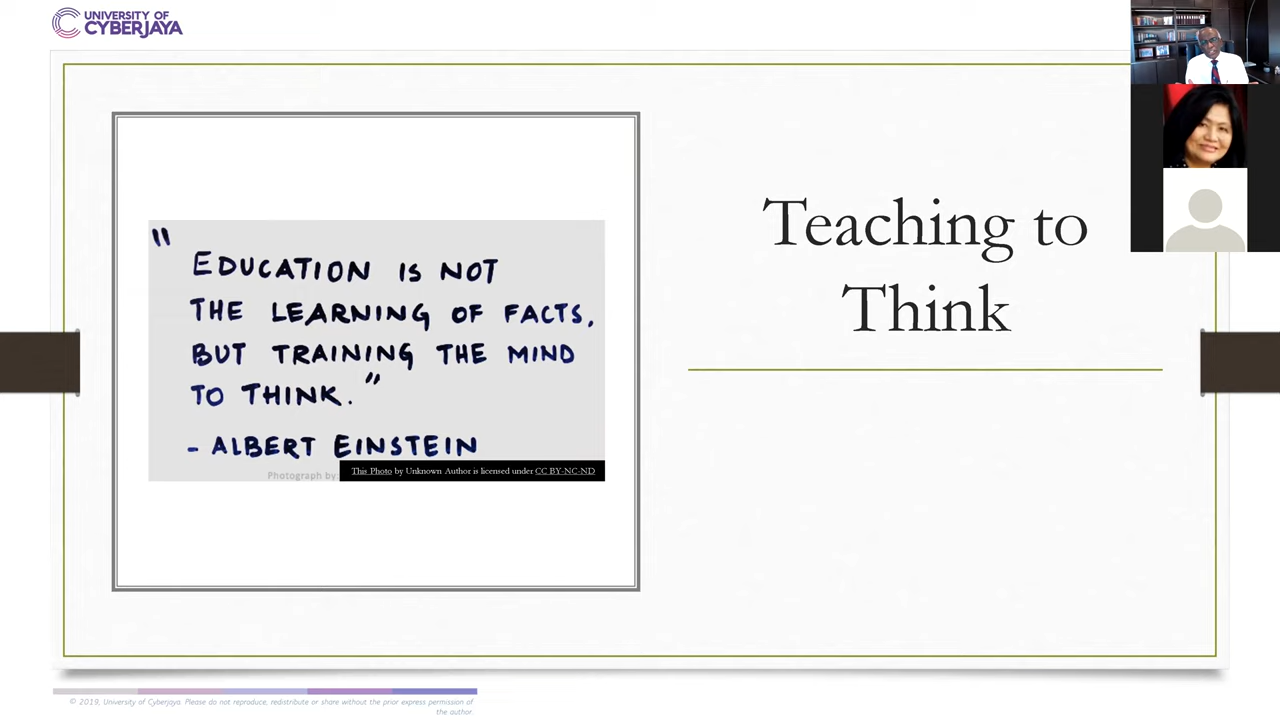 UNIVERSITY OF
CYBERJAYA
"
EDUCATION IS NOT
THE LEARNING OF FACTS,
BUT TRAINING THE MIND
TO THINK."
- ALBERT EINSTEIN
Photograph by
This Photo by Unknown Author is licensed under CC BY-NC-ND
Teaching to
Think
© 2019, University of Cyberjaya. Please do not reproduce, redistribute or share without the prior express permission of
the author.